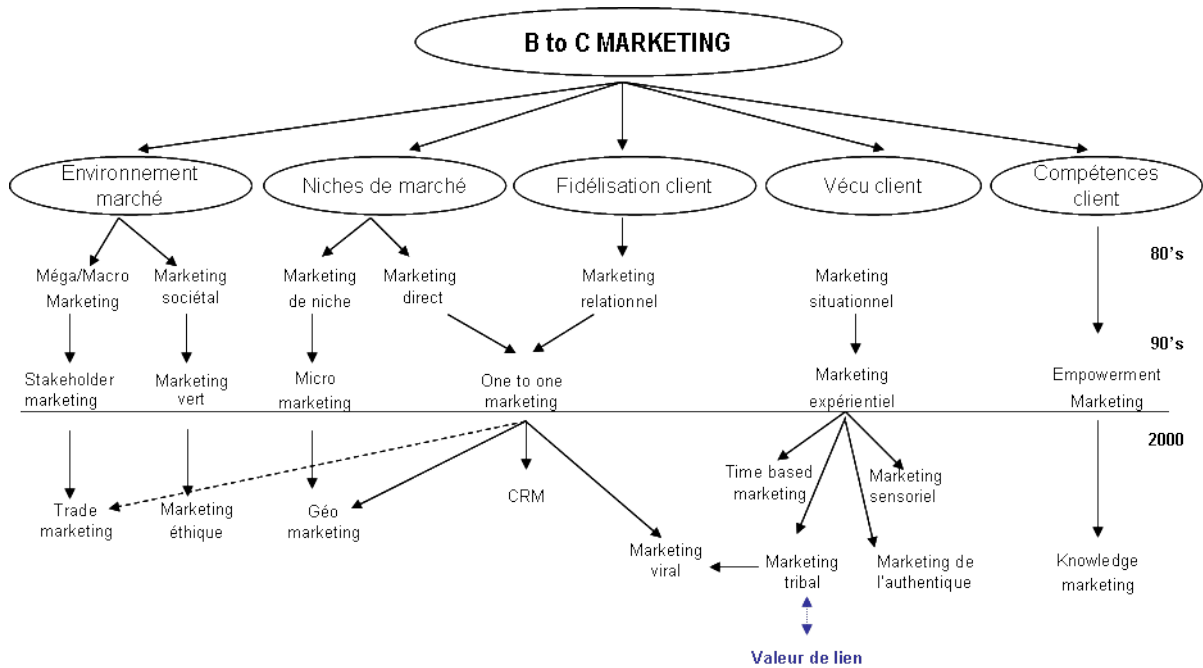 B to C MARKETING
Environnement
marché
Niches de marché
Fidélisation client
Vécu client
Compétences
client
80's
Méga/Macro
Marketing
Marketing
sociétal
Marketing
de niche
Marketing
direct
Marketing
relationnel
Marketing
situationnel
90's
Stakeholder
marketing
Marketing
vert
Micro
marketing
One to one
marketing
Marketing
expérientiel
Empowerment
Marketing
2000
Trade
marketing
Marketing
éthique
Géo
marketing
CRM
Time based
marketing
Marketing
sensoriel
Marketing
viral
Marketing
tribal
Marketing de
l'authentique
Knowledge
marketing
Valeur de lien